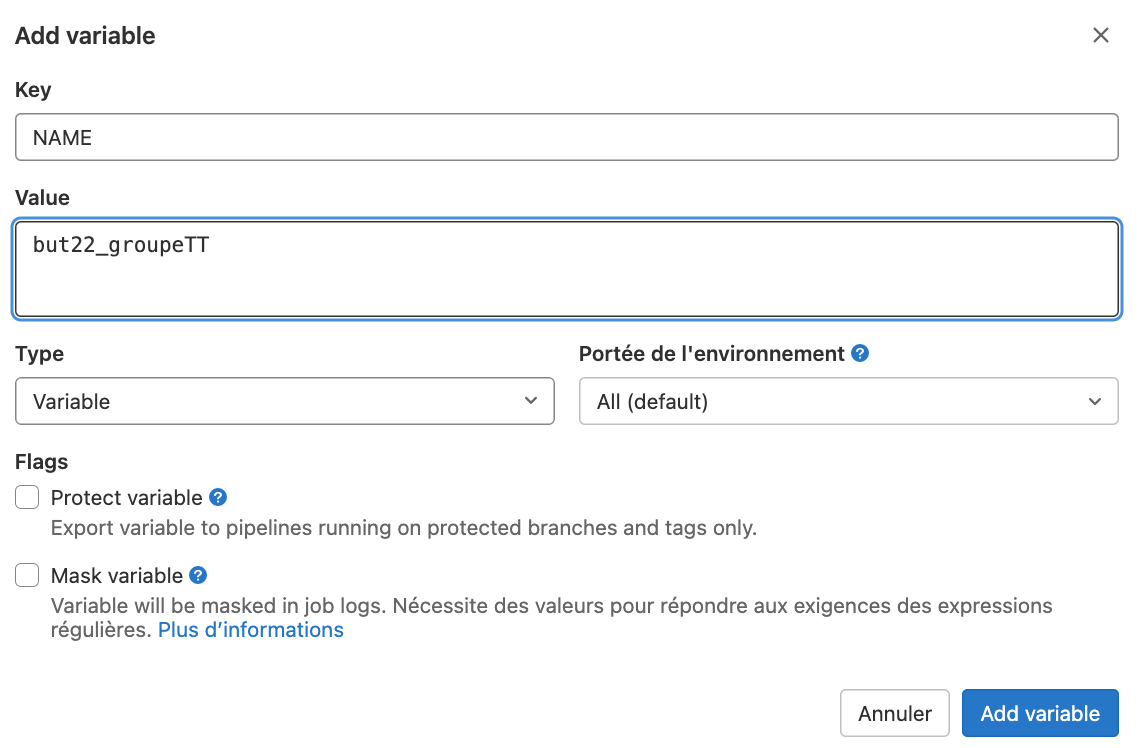 Add variable
Key
NAME
Value
but22_groupeTT
Type
Portée de l'environnement
Variable
All (default)
Flags
Protect variable
Export variable to pipelines running on protected branches and tags only.
Mask variable
Variable will be masked in job logs. Nécessite des valeurs pour répondre aux exigences des expressions
régulières. Plus d’informations
Annuler
Add variable